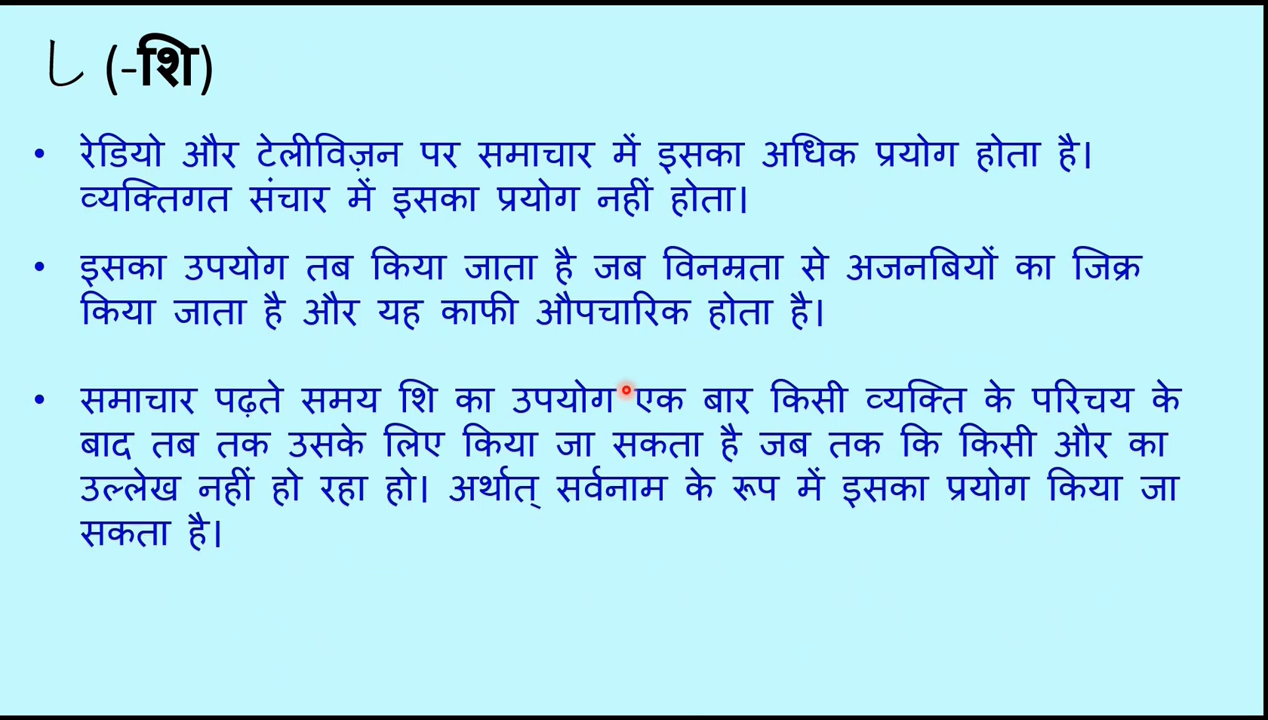 し (-शि)
• रेडियो और टेलीविज़न पर समाचार में इसका अधिक प्रयोग होता है।
व्यक्तिगत संचार में इसका प्रयोग नहीं होता।
• इसका उपयोग तब किया जाता है जब विनम्रता से अजनबियों का जिक्र
किया जाता है और यह काफी औपचारिक होता है।
• समाचार पढ़ते समय शि का उपयोग एक बार किसी व्यक्ति के परिचय के
बाद तब तक उसके लिए किया जा सकता है जब तक कि किसी और का
उल्लेख नहीं हो रहा हो। अर्थात् सर्वनाम के रूप में इसका प्रयोग किया जा
सकता है।